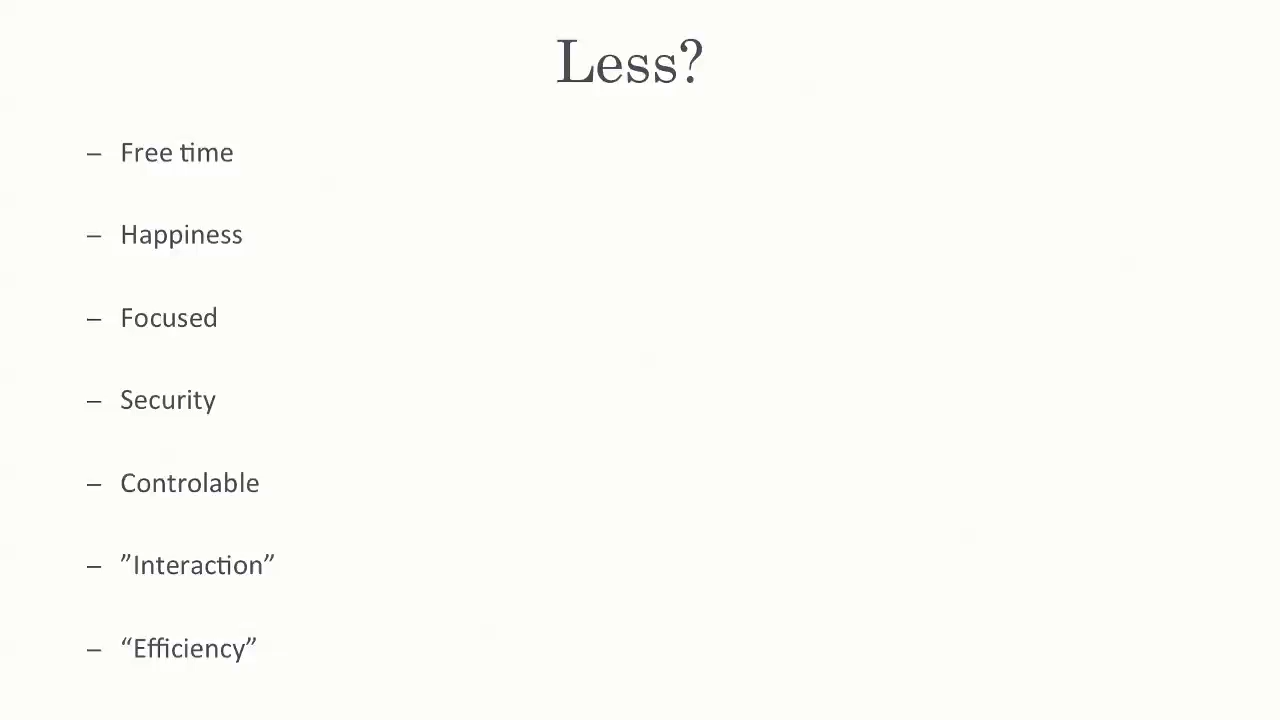 Less?
– Free time
– Happiness
– Focused
– Security
– Controlable
– ”Interaction”
– “Efficiency”